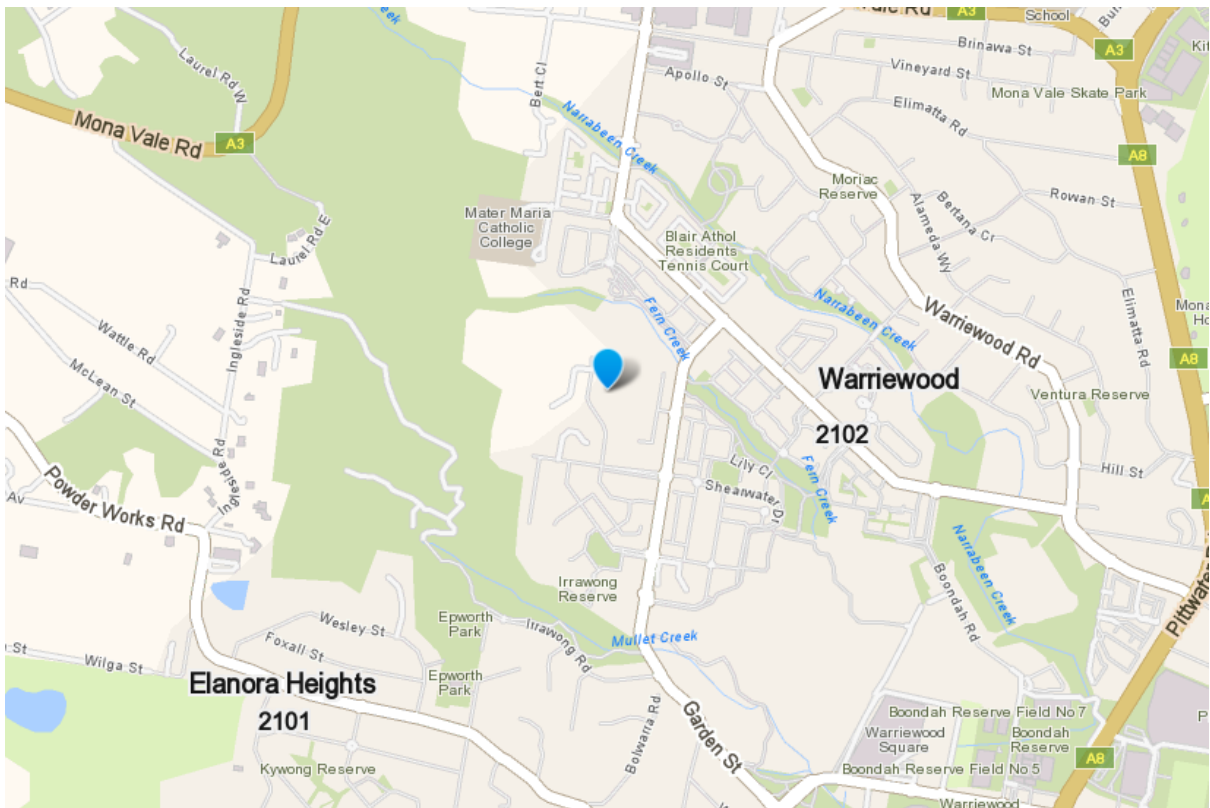 ale Rd
A3
School
Laurel Rd W
Bert Cl
Brinawa St
A3
Kit
Vineyard St
Apollo St
Mona Vale Skate Park
Elimatta Rd
Mona Vale Rd
A3
Narrabeen Creek
A8
Moriac
Reserve
Rowan St
Bertana Cr
Alameda Wy
Mater Maria
Catholic
College
Laurel Rd E
Blair Athol
Residents
Tennis Court
Rd
Ingleside Rd
Fern Creek
Narrabeen Creek
Elimatta Rd
Mona
Ho
Wattle Rd
Warriewood Rd
A8
McLean St
Warriewood
Ventura Reserve
2102
Ingleside Rd
Lily Cl
Hill St
Powder Works Rd
Fern Creek
Av
Shearwater Dr
A
Narrabeen Creek
Irrawong
Reserve
Boondah Rd
Pittwater R
Wesley St
Epworth
Park
Irrawong Rd
Mullet Creek
Foxall St
n St
Wilga St
Elanora Heights
Epworth
Park
2101
Bolwarra Rd
Garden St
Boondah Reserve Field No 7
P
Warriewood
Square
Boondah
Reserve
A8
Kywong Reserve
Boondah Reserve Field No 5
Warriewood